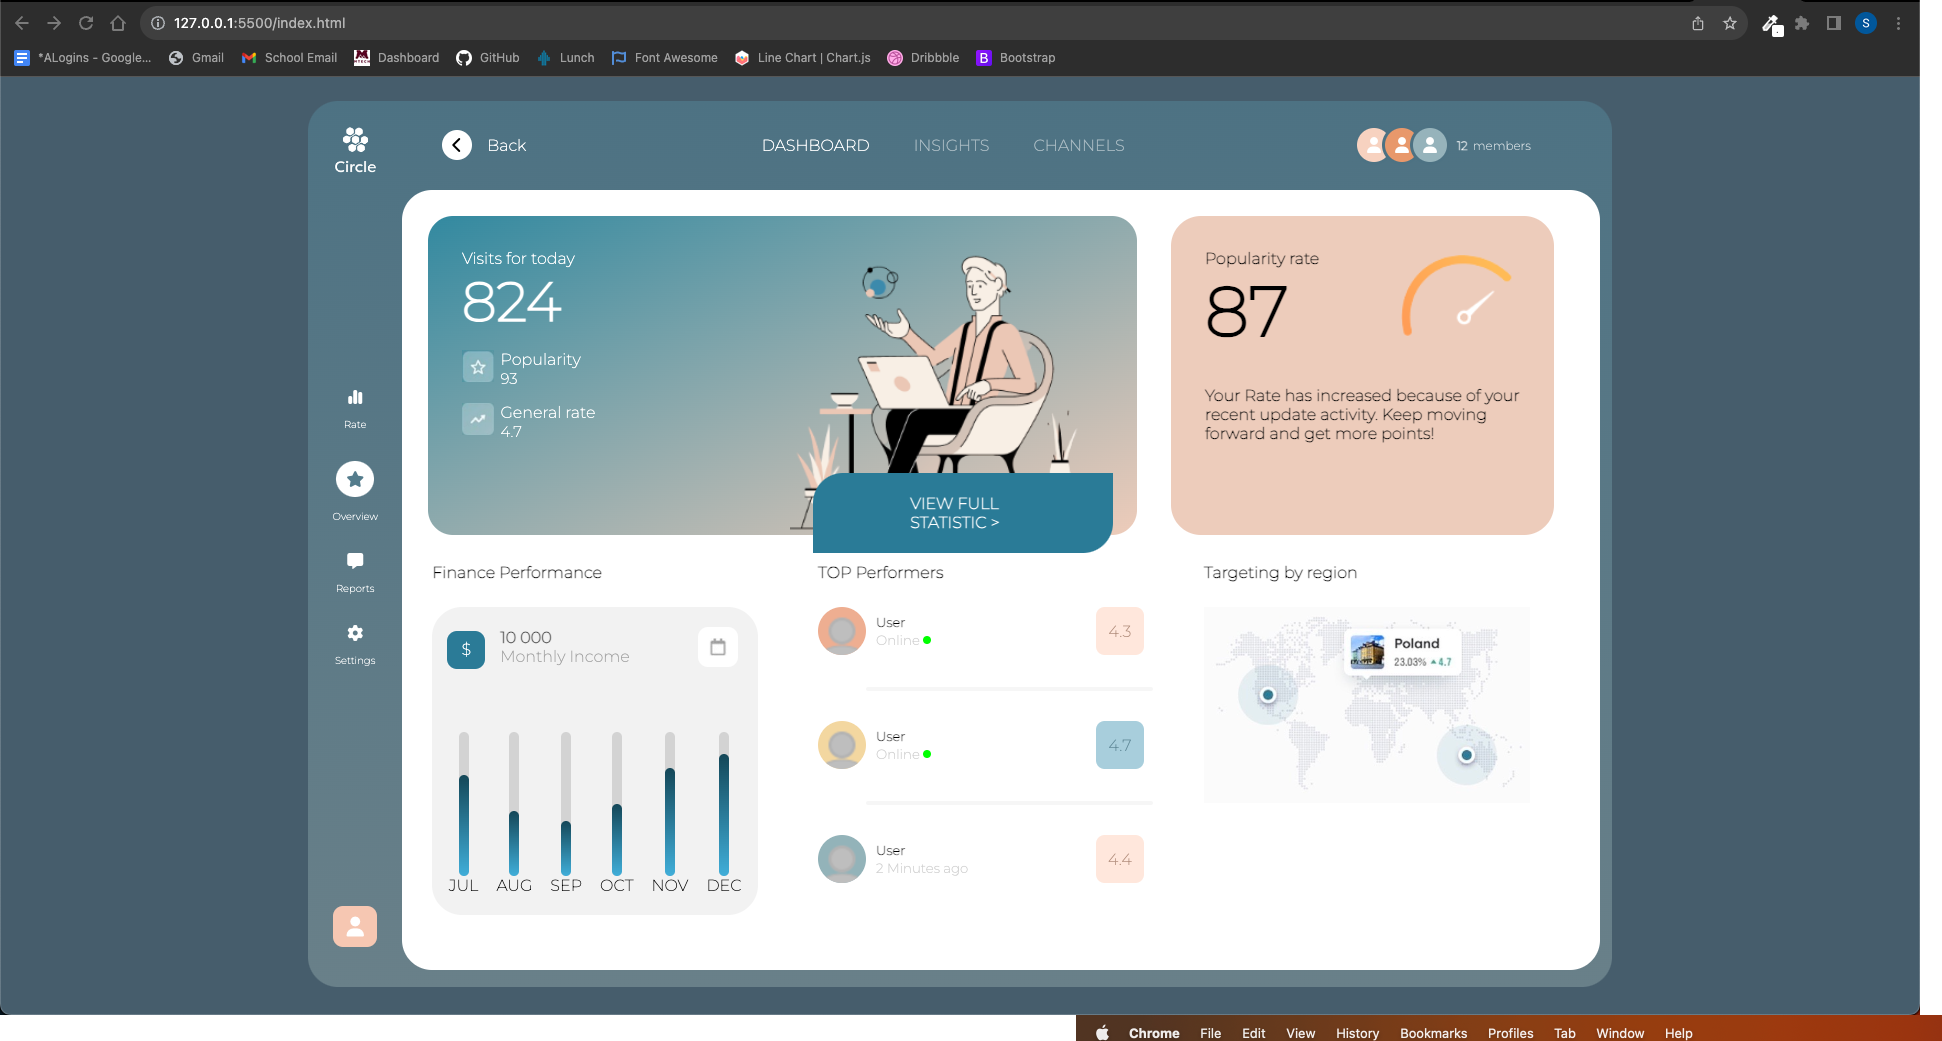 127.0.0.1:5500/index.html
S
*ALogins - Google...
Gmail
School Email
Dashboard
GitHub
Lunch
Font Awesome
Line Chart | Chart.js
Dribbble
B
Bootstrap
Circle
Back
DASHBOARD
INSIGHTS
CHANNELS
12 members
Visits for today
824
Popularity
93
General rate
4.7
VIEW FULL
STATISTIC >
Popularity rate
87
Your Rate has increased because of your
recent update activity. Keep moving
forward and get more points!
Rate
Overview
Reports
Settings
Finance Performance
$
10 000
Monthly Income
JUL AUG SEP OCT NOV DEC
TOP Performers
User
Online
4.3
User
Online
4.7
User
2 Minutes ago
4.4
Targeting by region
Poland
23.03% 4.7
Chrome File Edit View History Bookmarks Profiles Tab Window Help